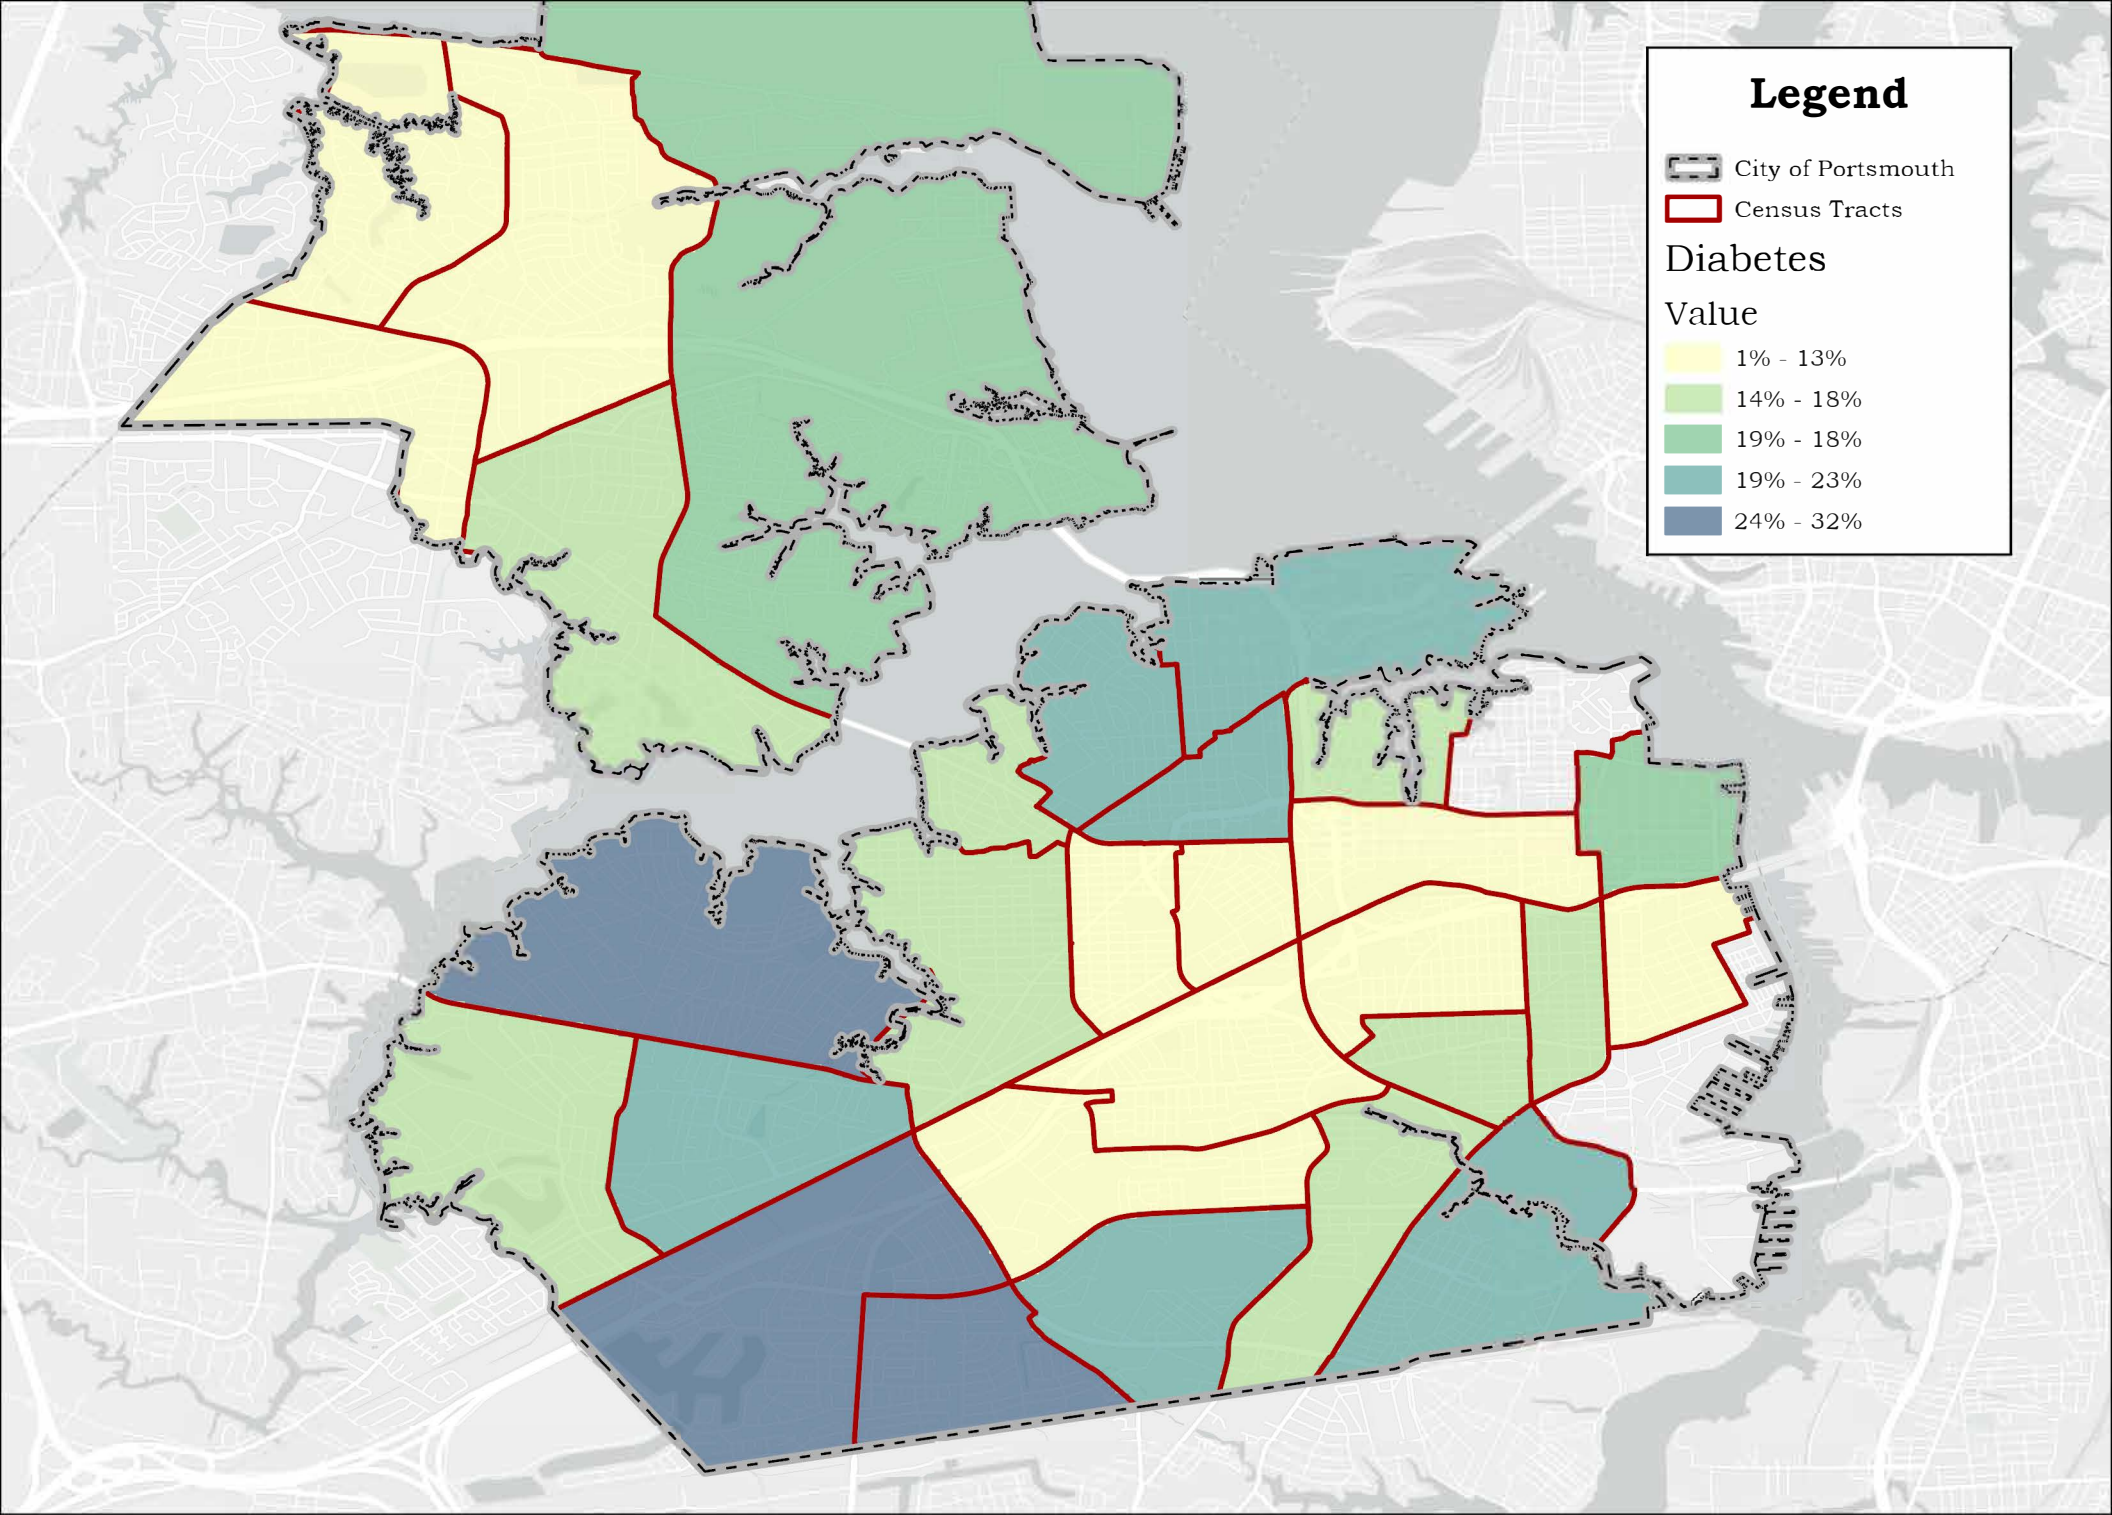 Legend
City of Portsmouth
Census Tracts
Diabetes
Value
1% - 13%
14% - 18%
19% - 18%
19% - 23%
24% - 32%